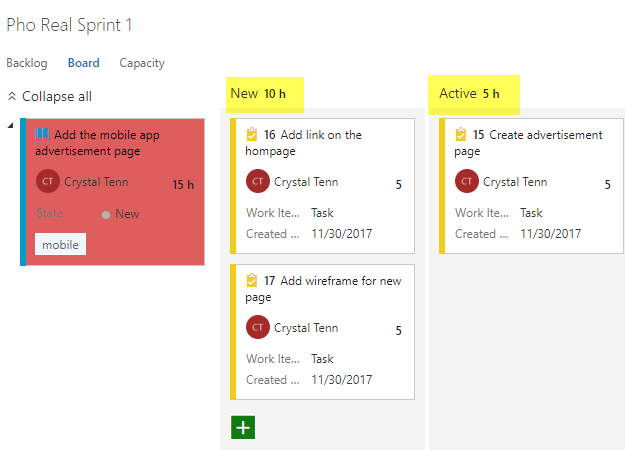 Pho Real Sprint 1
Backlog Board Capacity
Collapse all
Add the mobile app
advertisement page
CT Crystal Tenn 15 h
State New
mobile
New 10 h
16 Add link on the
hompage
CT Crystal Tenn 5
Work Ite... Task
Created ... 11/30/2017
17 Add wireframe for new
page
CT Crystal Tenn 5
Work Ite... Task
Created ... 11/30/2017
Active 5 h
15 Create advertisement
page
CT Crystal Tenn 5
Work Ite... Task
Created ... 11/30/2017